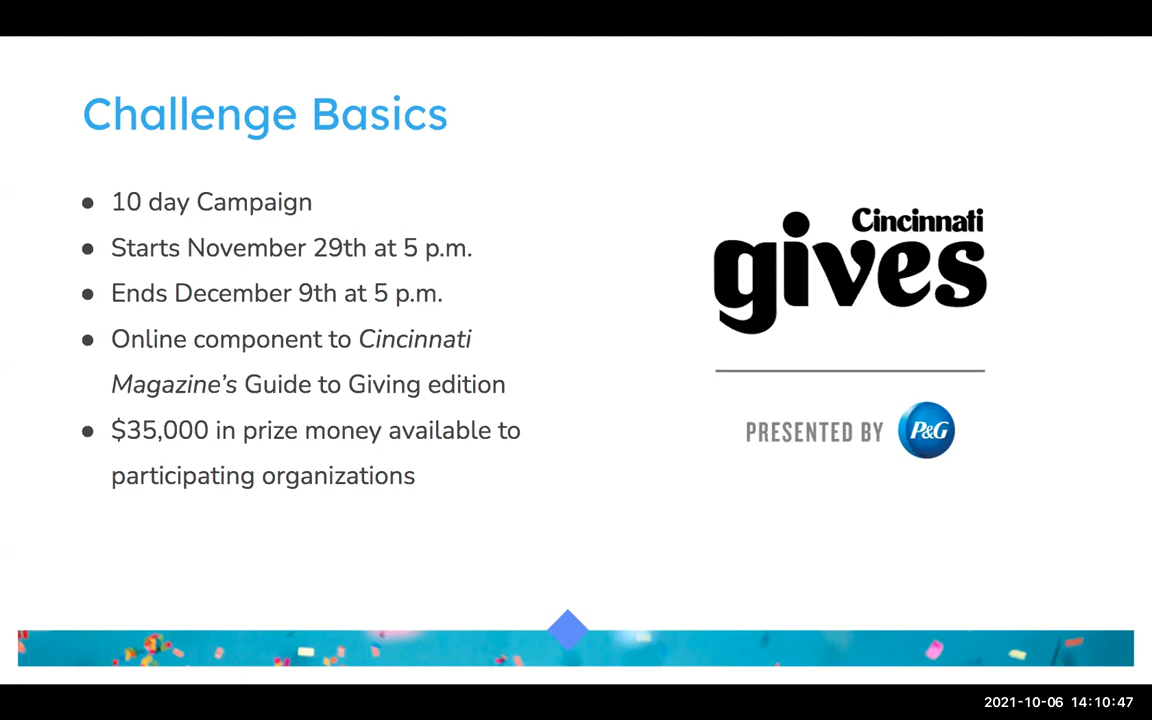 Challenge Basics
● 10 day Campaign
● Starts November 29th at 5 p.m.
● Ends December 9th at 5 p.m.
● Online component to Cincinnati
Magazine's Guide to Giving edition
● $35,000 in prize money available to
participating organizations
Cincinnati
gives
PRESENTED BY P&G
2021-10-06 14:10:47